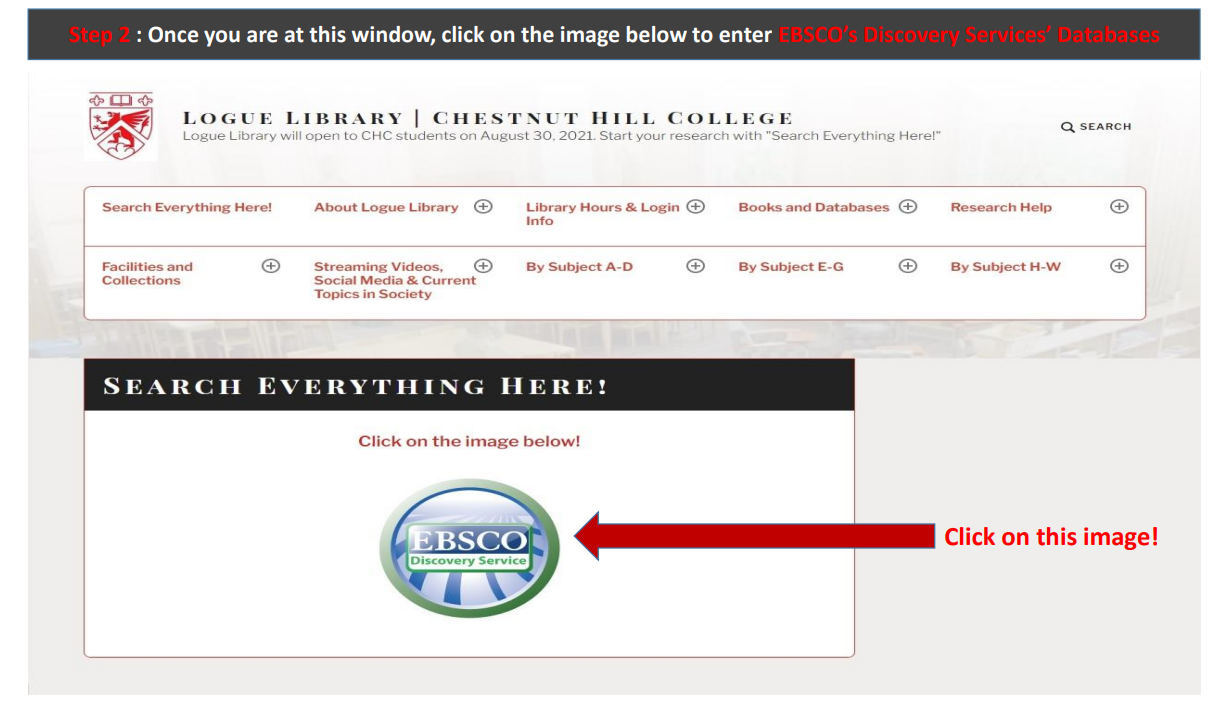 Step 2 : Once you are at this window, click on the image below to enter EBSCO's Discovery Services' Databases
LOGUE LIBRARY | CHESTNUT HILL COLLEGE
Logue Library will open to CHC students on August 30, 2021. Start your research with "Search Everything Here!"
SEARCH
Search Everything Here!
About Logue Library
Library Hours & Login
Info
Books and Databases
Research Help
Facilities and
Collections
Streaming Videos,
Social Media & Current
Topics in Society
By Subject A-D
By Subject E-G
By Subject H-W
SEARCH EVERYTHING HERE!
Click on the image below!
EBSCO
Discovery Service
Click on this image!